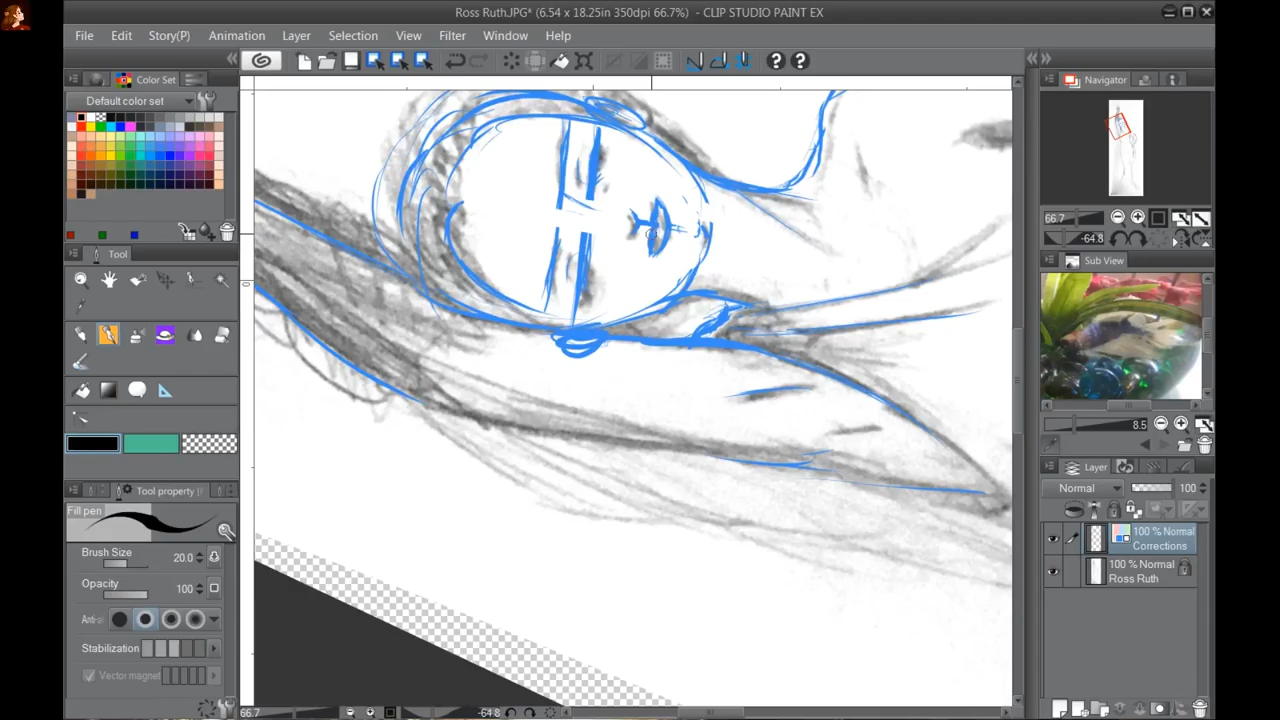 Ross Ruth.JPG* (6.54 x 18.25in 350dpi 66.7%) - CLIP STUDIO PAINT EX
File Edit Story(P) Animation Layer Selection View Filter Window Help
Color Set
Default color set
Tool
Tool property
Fill pen
Brush Size 20.0
Opacity 100
Anti-a
Stabilization
Vector magnet
66.7 -64.8
Navigator
66.7
-64.8
Sub View
8.5
Layer
Normal 100
100 % Normal
Corrections
100 % Normal
Ross Ruth